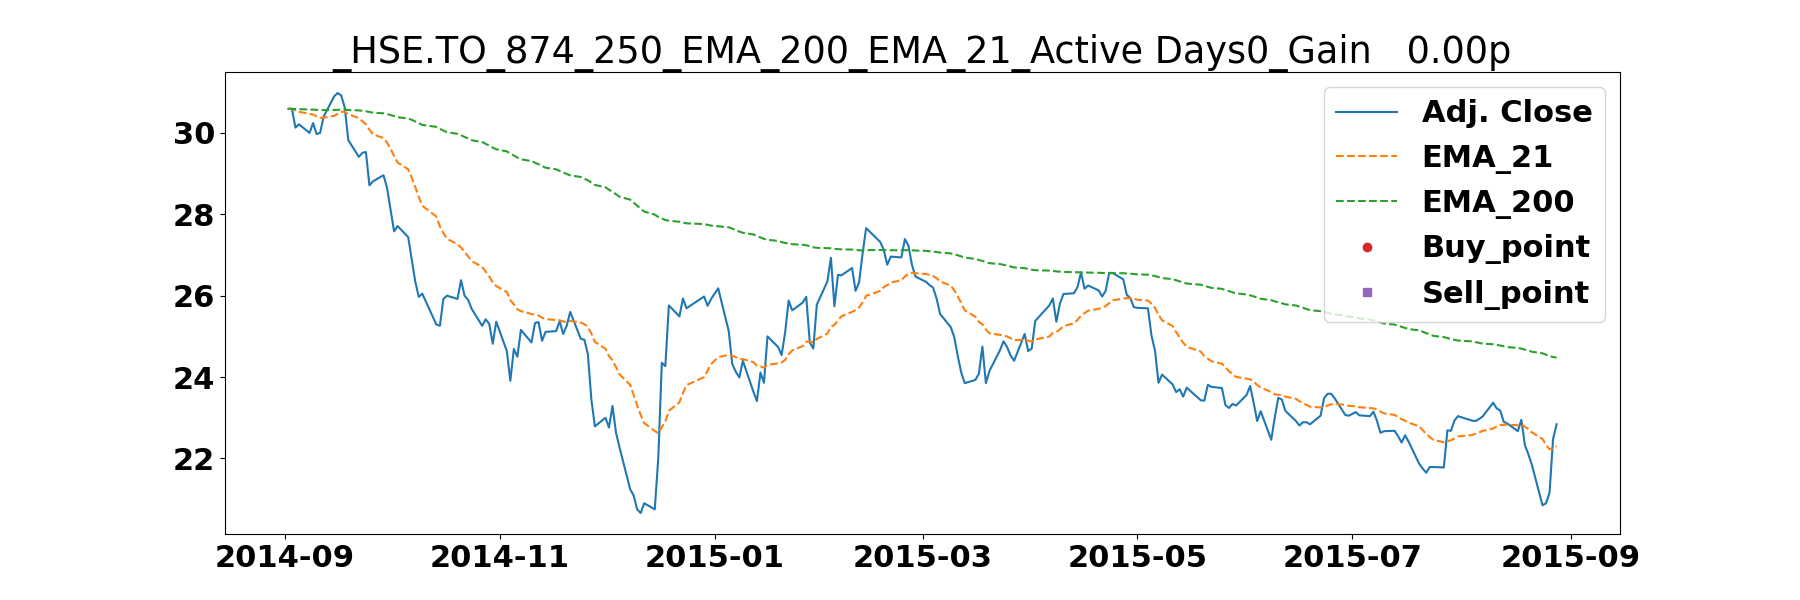 _HSE.TO_874_250_EMA_200_EMA_21_Active Days0_Gain   0.00p
Adj. Close
EMA_21
EMA_200
Buy_point
Sell_point
30
28
26
24
22
2014-09 2014-11 2015-01 2015-03 2015-05 2015-07 2015-09